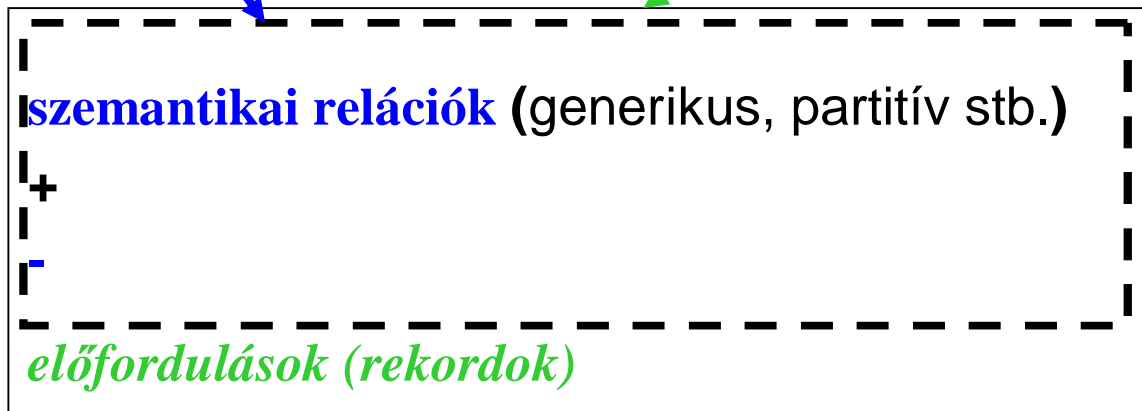 szemantikai relációk (generikus, partitív stb.)
+
-
előfordulások (rekordok)